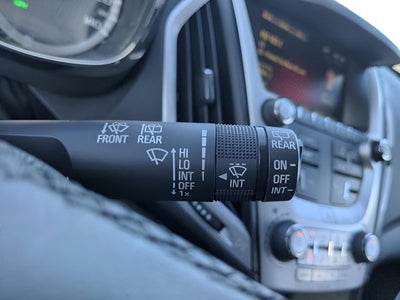 FRONT
REAR
HI
LO
INT
OFF
1x
INT
REAR
ON
OFF
INT